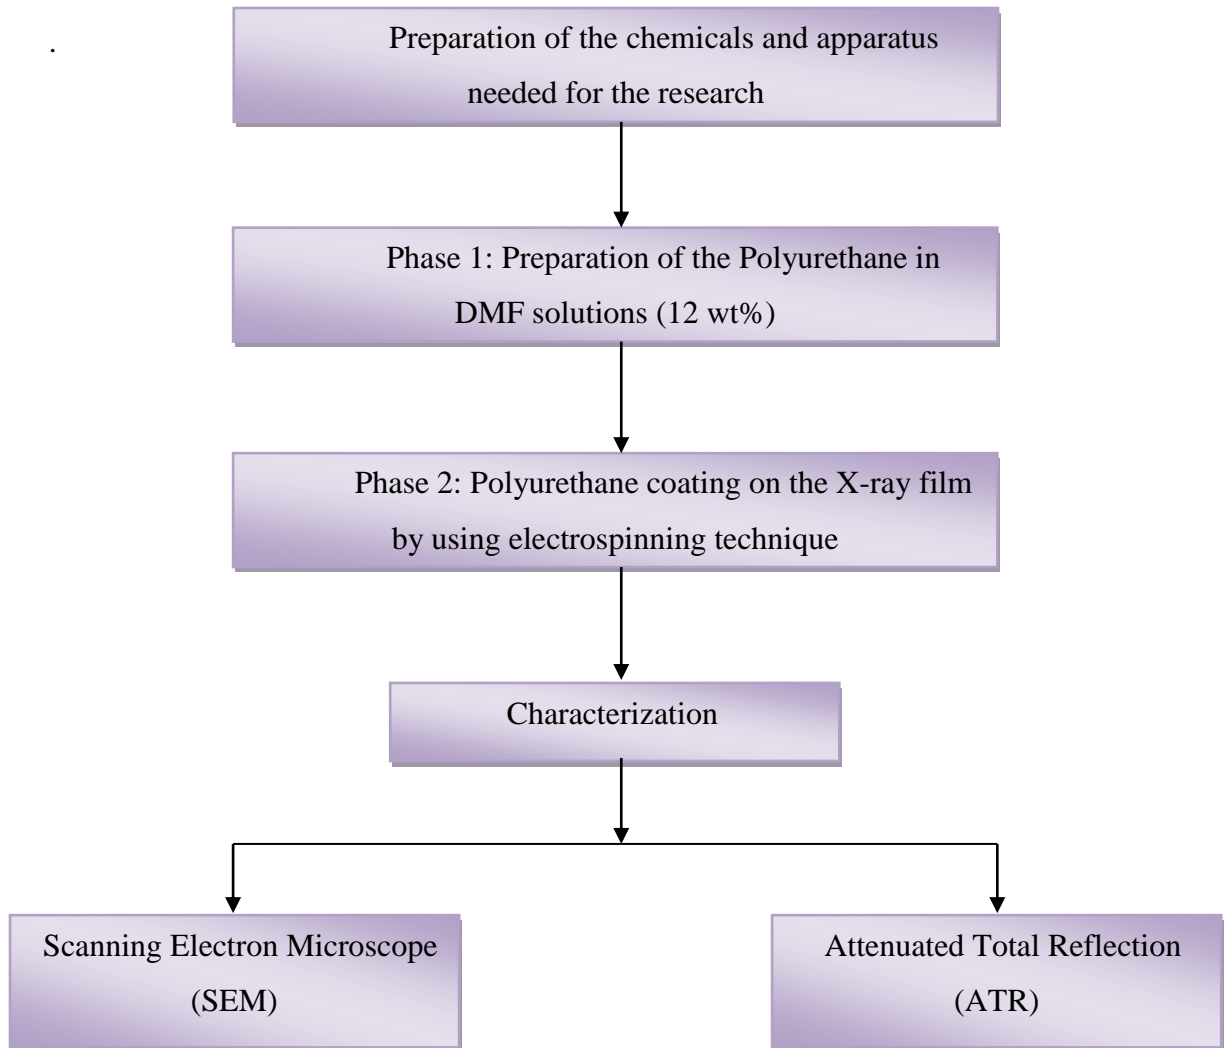 .
Preparation of the chemicals and apparatus
needed for the research
Phase 1: Preparation of the Polyurethane in
DMF solutions (12 wt%)
Phase 2: Polyurethane coating on the X-ray film
by using electrospinning technique
Characterization
Scanning Electron Microscope
(SEM)
Attenuated Total Reflection
(ATR)